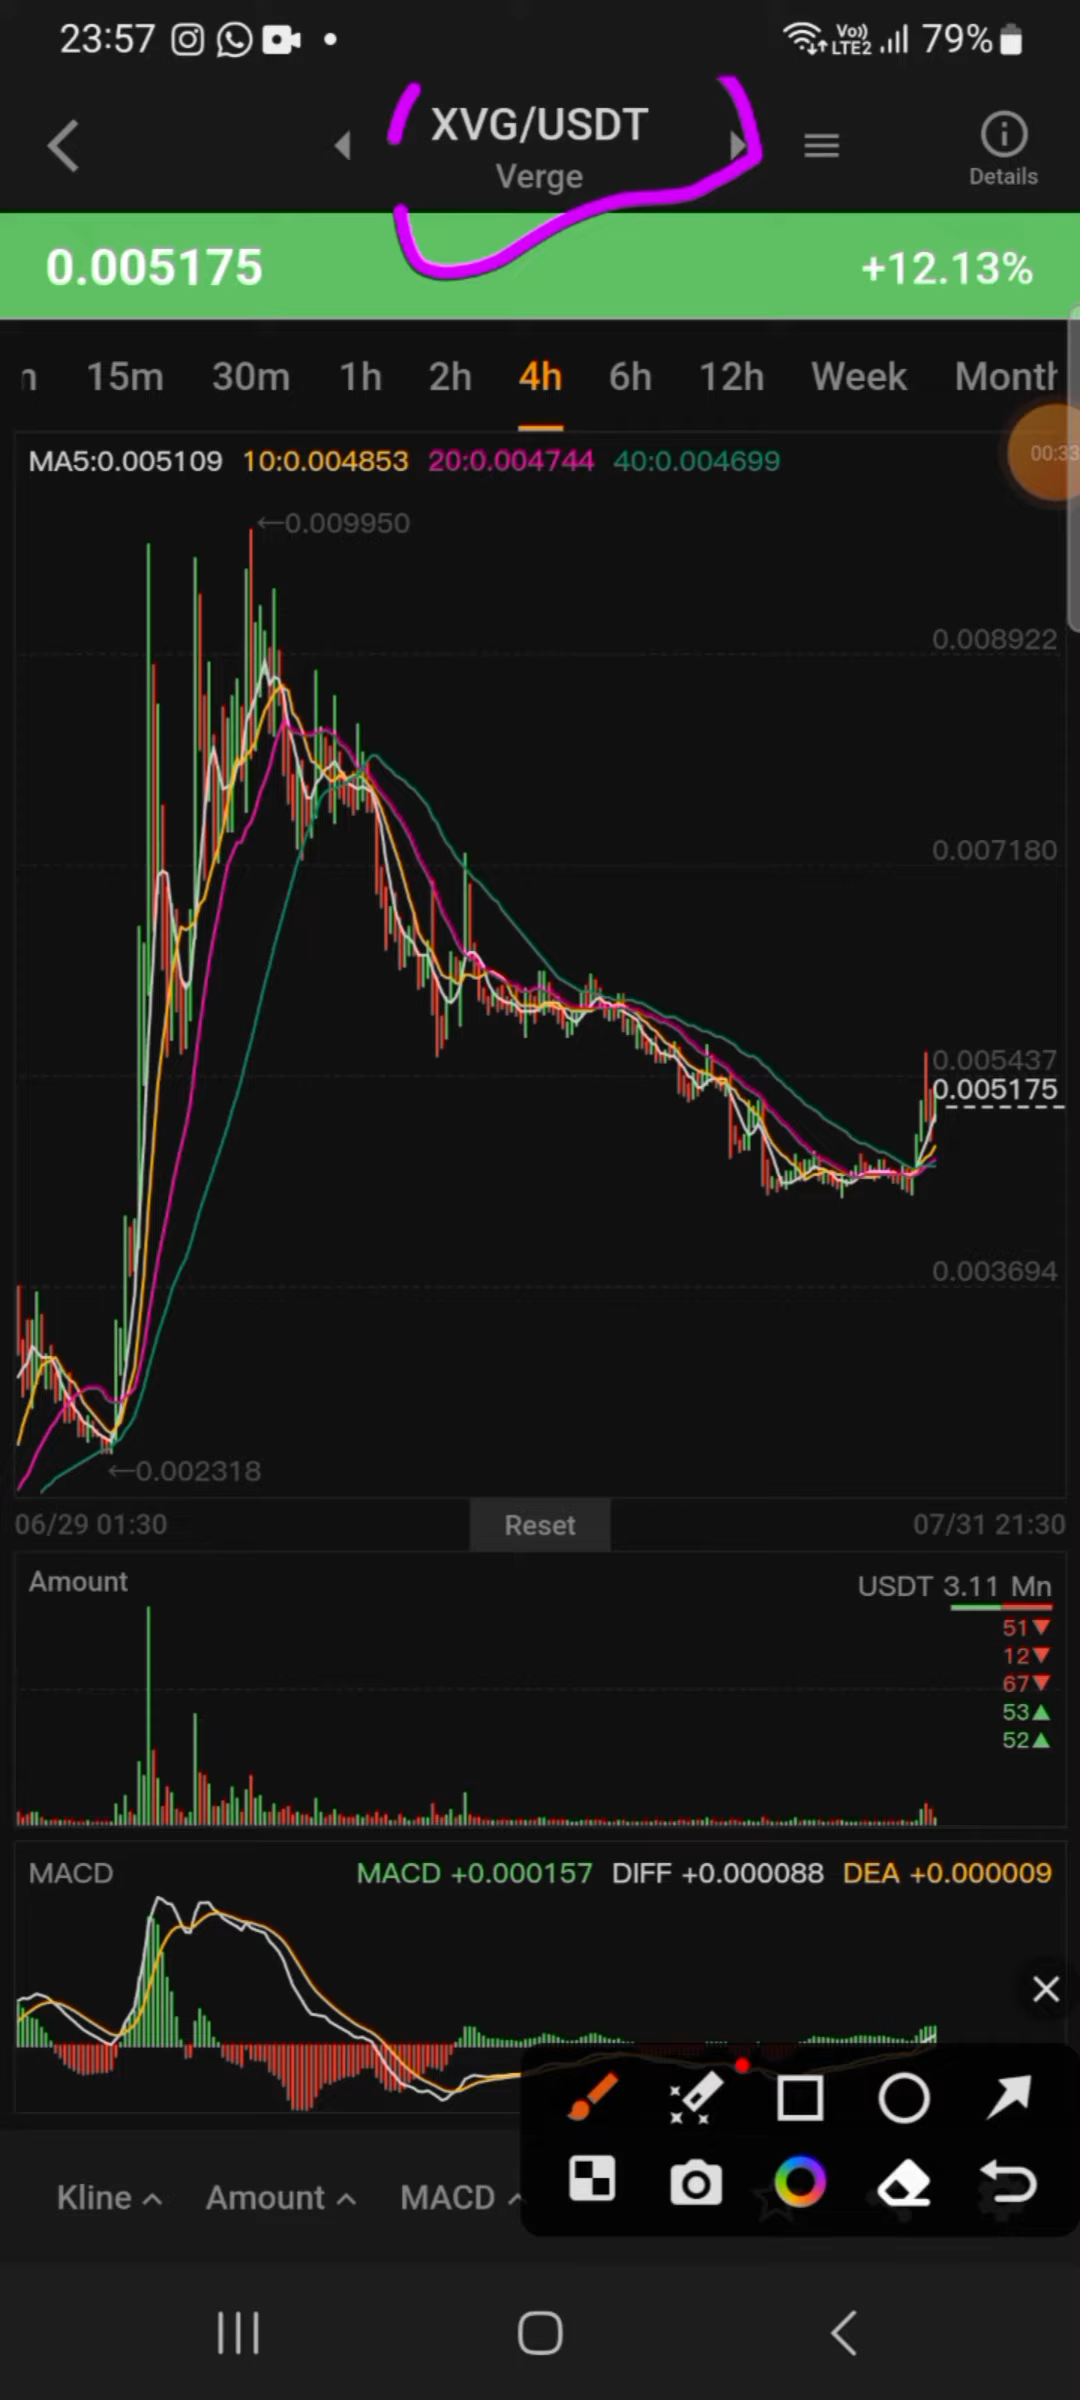 23:57 Vo)) LTE2 79%
XVG/USDT
Verge
Details
0.005175 +12.13%
15m 30m 1h 2h 4h 6h 12h Week Month
MA5:0.005109 10:0.004853 20:0.004744 40:0.004699
00:33
←0.009950
0.008922
0.007180
0.005437
0.005175
0.003694
←0.002318
06/29 01:30 Reset 07/31 21:30
Amount USDT 3.11 Mn
51▼
12▼
67▼
53▲
52▲
MACD MACD +0.000157 DIFF +0.000088 DEA +0.000009
Kline Amount MACD